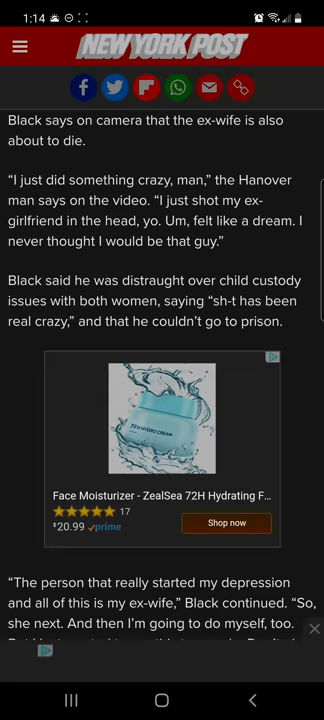 1:14
NEW YORK POST
Black says on camera that the ex-wife is also
about to die.
“I just did something crazy, man,” the Hanover
man says on the video. “I just shot my ex-
girlfriend in the head, yo. Um, felt like a dream. I
never thought I would be that guy.”
Black said he was distraught over child custody
issues with both women, saying “sh-t has been
real crazy,” and that he couldn’t go to prison.
72H HYDRO CREAM
Face Moisturizer - ZealSea 72H Hydrating F...
17
$20.99 prime
Shop now
“The person that really started my depression
and all of this is my ex-wife,” Black continued. “So,
she next. And then I’m going to do myself, too.